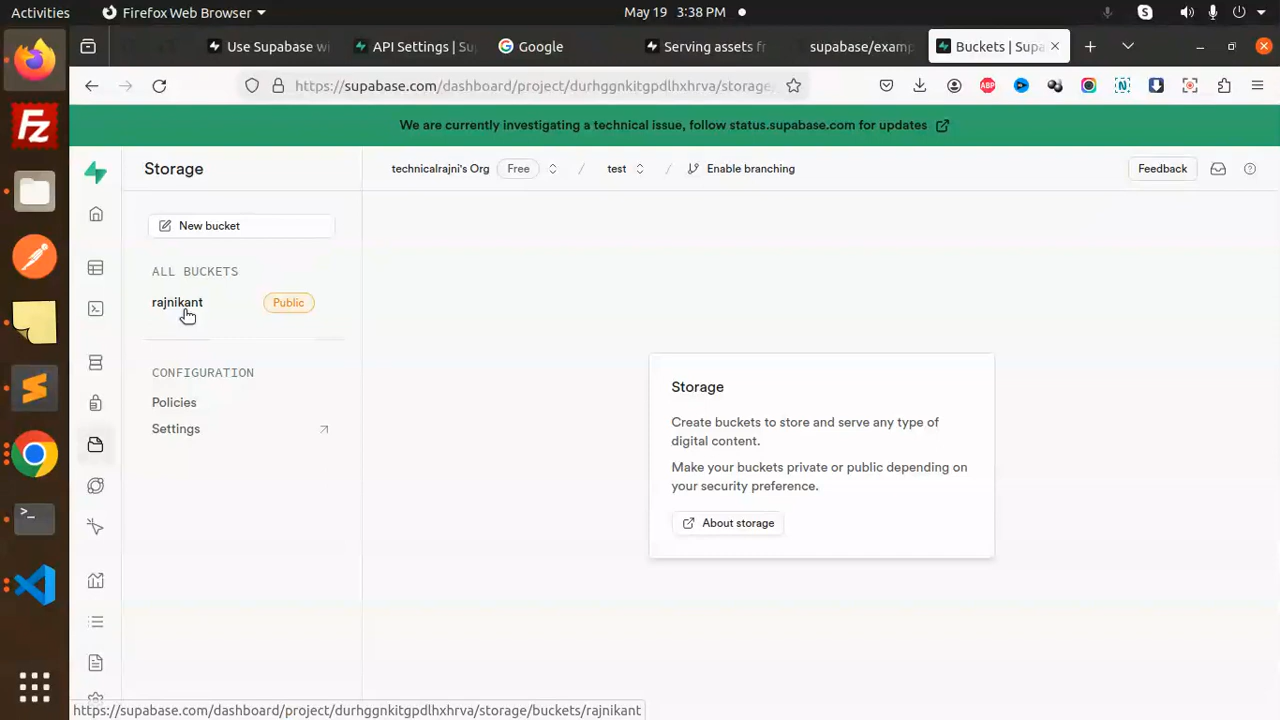 Activities
Firefox Web Browser
May 19 3:38 PM
Use Supabase wi
API Settings | Su
Google
Serving assets fr
supabase/examp
Buckets | Supa
https://supabase.com/dashboard/project/durhggnkitgpdlhxhrva/storage/
We are currently investigating a technical issue, follow status.supabase.com for updates
Storage
technicalrajni's Org
Free
/
test
/
Enable branching
Feedback
New bucket
ALL BUCKETS
rajnikant
Public
CONFIGURATION
Policies
Settings
Storage
Create buckets to store and serve any type of
digital content.
Make your buckets private or public depending on
your security preference.
About storage
https://supabase.com/dashboard/project/durhggnkitgpdlhxhrva/storage/buckets/rajnikant